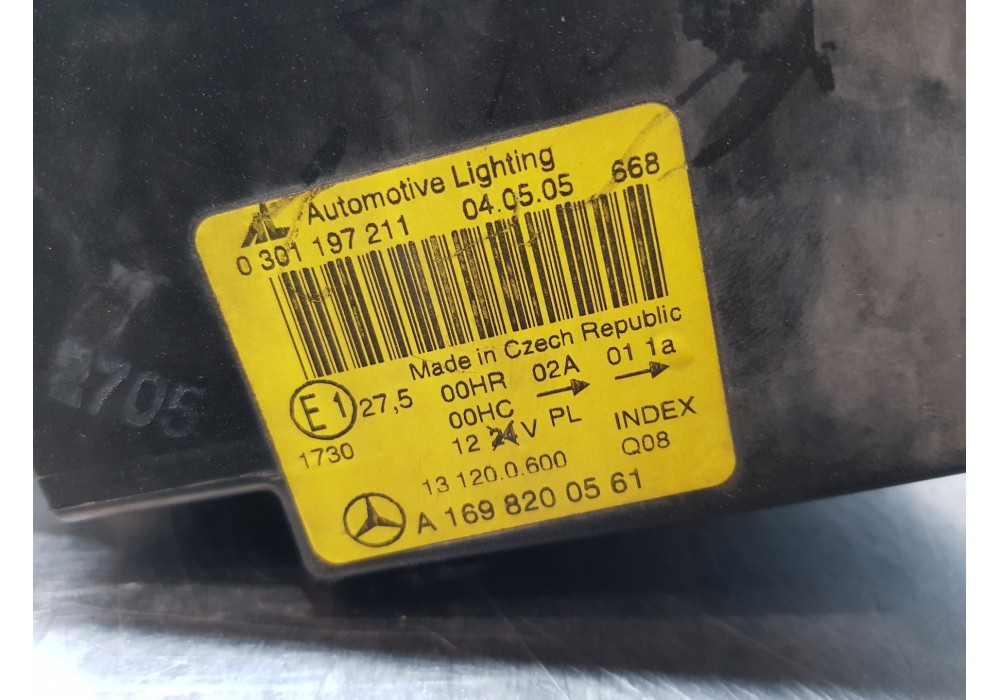 AL Automotive Lighting
0 301 197 211 04.05.05 668
Made in Czech Republic
E1 27,5 00HR 02A → 01 1a →
00HC
1730 12 24 V PL INDEX
13 120.0.600 Q08
A 169 820 05 61
2705